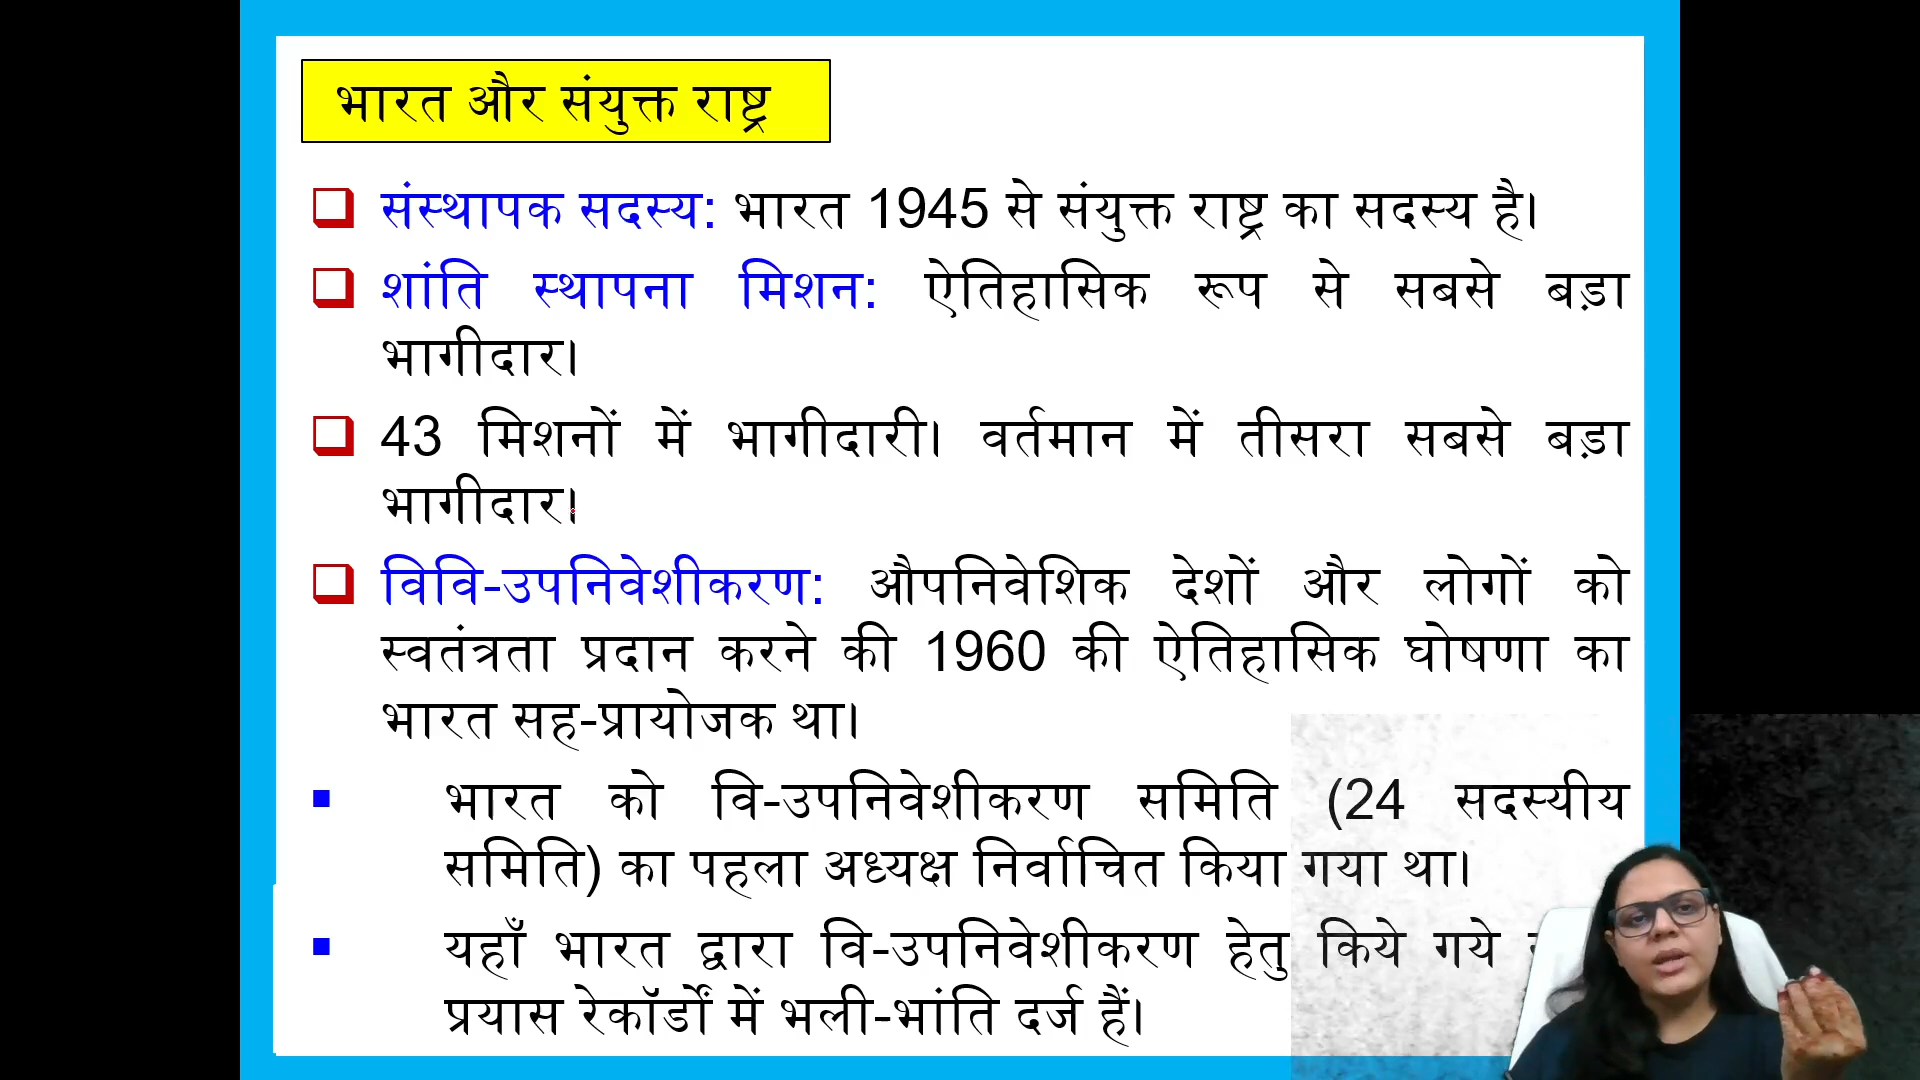 भारत और संयुक्त राष्ट्र
संस्थापक सदस्य: भारत 1945 से संयुक्त राष्ट्र का सदस्य है।
शांति स्थापना मिशन: ऐतिहासिक रूप से सबसे बड़ा
भागीदार।
43 मिशनों में भागीदारी। वर्तमान में तीसरा सबसे बड़ा
भागीदार।
विवि-उपनिवेशीकरण: औपनिवेशिक देशों और लोगों को
स्वतंत्रता प्रदान करने की 1960 की ऐतिहासिक घोषणा का
भारत सह-प्रायोजक था।
भारत को वि-उपनिवेशीकरण समिति (24 सदस्यीय
समिति) का पहला अध्यक्ष निर्वाचित किया गया था।
यहाँ भारत द्वारा वि-उपनिवेशीकरण हेतु किये गये
प्रयास रेकॉर्डों में भली-भांति दर्ज हैं।